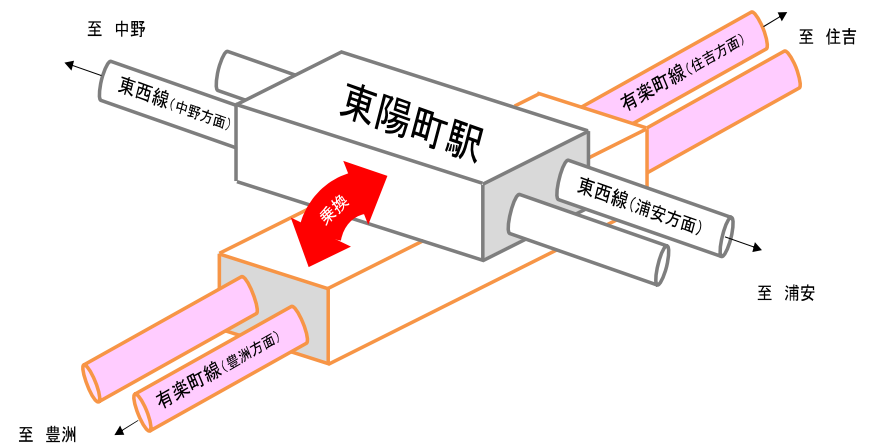 至 中野
至 住吉
有楽町線(住吉方面)
東西線(中野方面)
東陽町駅
東西線(浦安方面)
乗換
至 浦安
有楽町線(豊洲方面)
至 豊洲